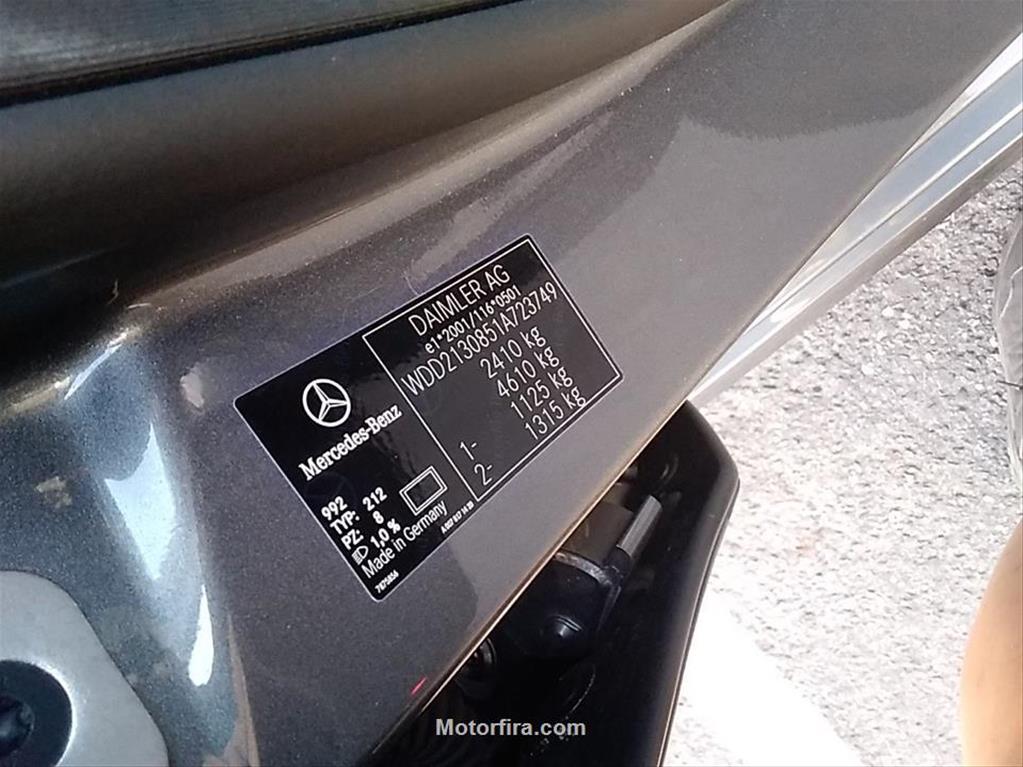 DAIMLER AG
e1*2001/116*0501
WDD2130851A723749
2410 kg
4610 kg
1- 1125 kg
2- 1315 kg
Mercedes-Benz
992
TYP: 212
PZ: 8
1,0 %
Made in Germany
7875856
Motorfira.com